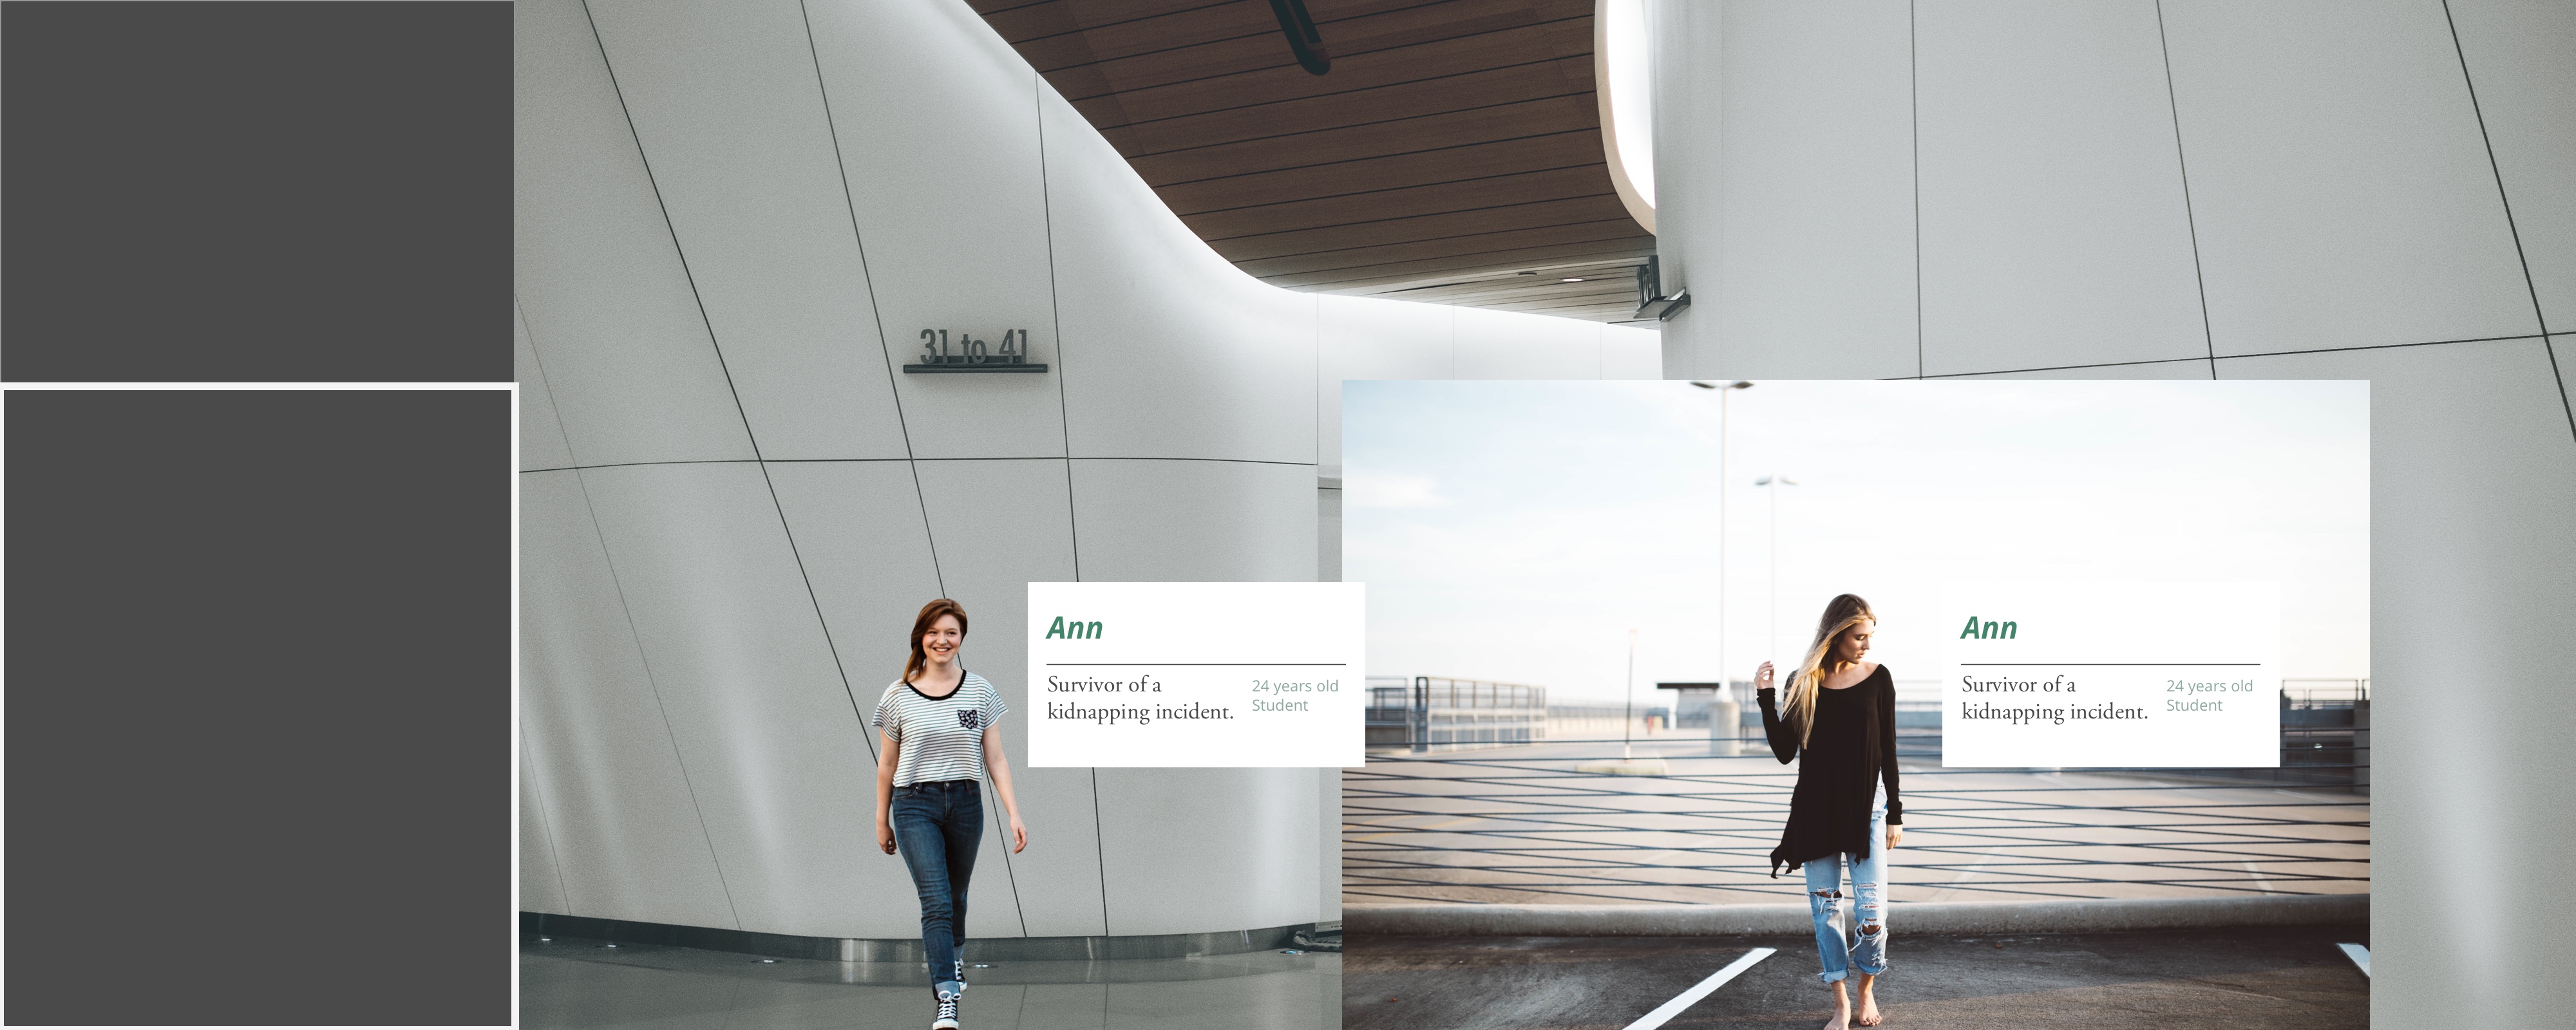 31 to 41
Ann
Survivor of a
kidnapping incident.
24 years old
Student
Ann
Survivor of a
kidnapping incident.
24 years old
Student